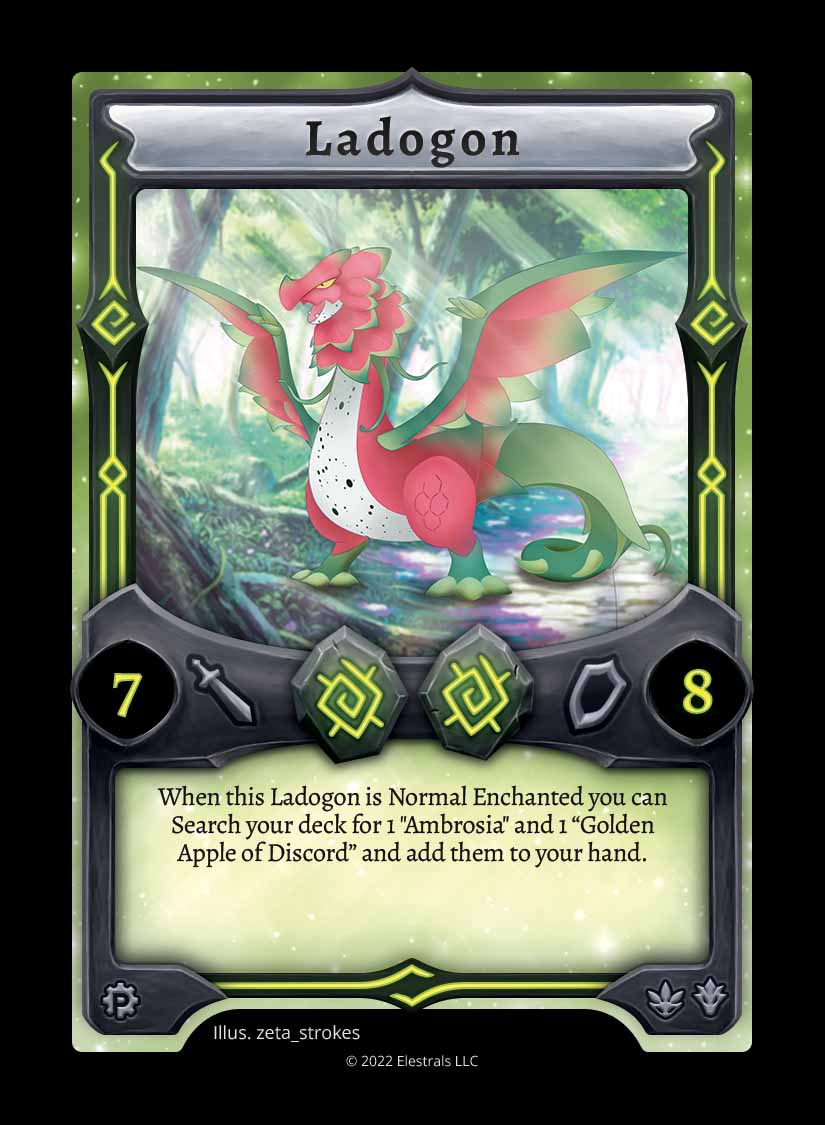 Ladogon
7
8
When this Ladogon is Normal Enchanted you can
Search your deck for 1 "Ambrosia" and 1 “Golden
Apple of Discord” and add them to your hand.
P
Illus. zeta_strokes
© 2022 Elestrals LLC